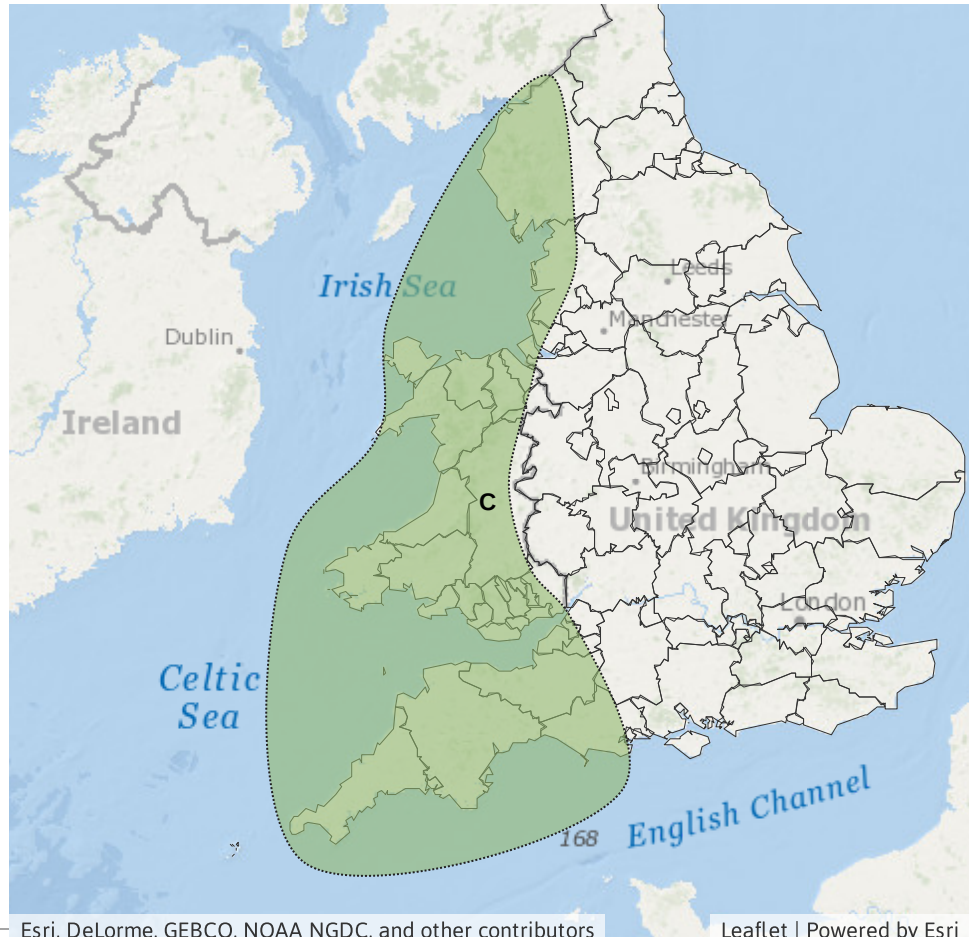 Leeds
Irish Sea
Manchester
Dublin
Ireland
Birmingham
C
United Kingdom
London
Celtic
Sea
English Channel
168
Esri, DeLorme, GEBCO, NOAA NGDC, and other contributors
Leaflet | Powered by Esri